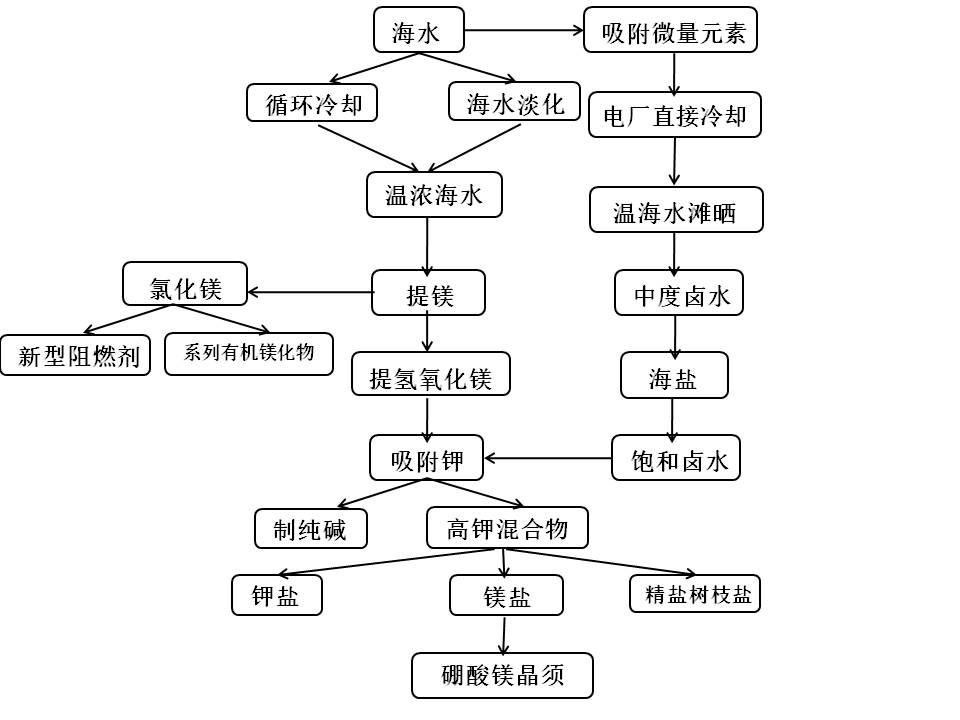 海水
吸附微量元素
循环冷却
海水淡化
电厂直接冷却
温浓海水
温海水滩晒
氯化镁
提镁
中度卤水
新型阻燃剂
系列有机镁化物
提氢氧化镁
海盐
吸附钾
饱和卤水
制纯碱
高钾混合物
钾盐
镁盐
精盐树枝盐
硼酸镁晶须